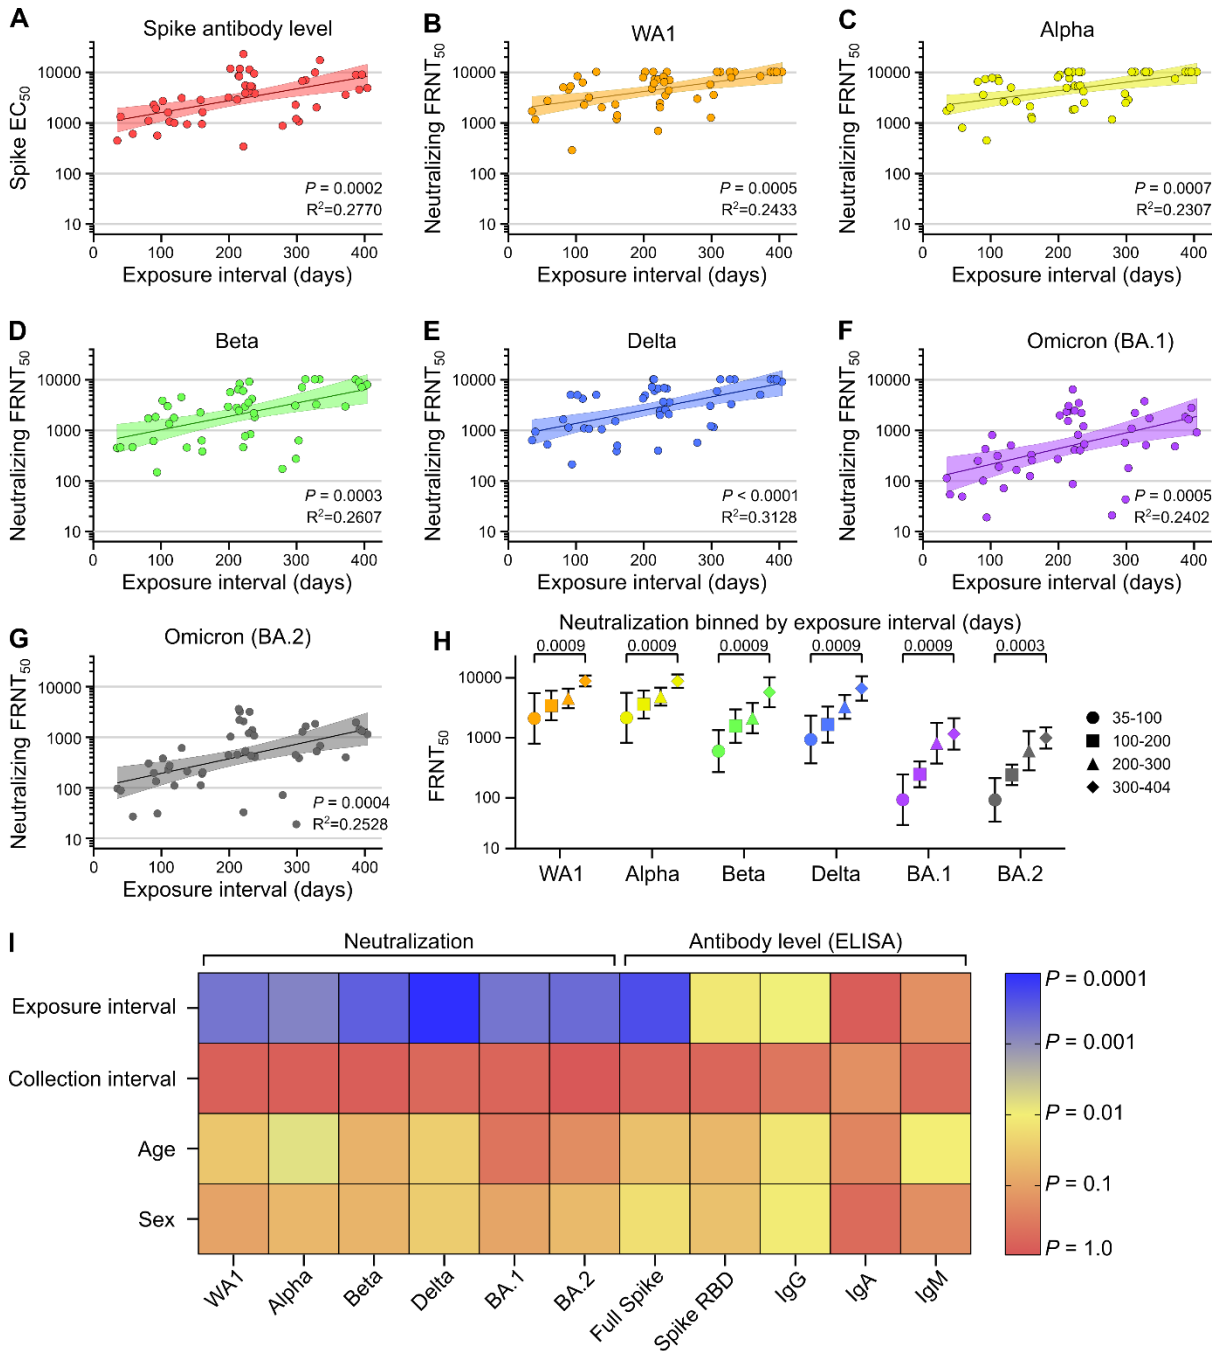 A
Spike antibody level
Spike EC50
10000
1000
100
10
P = 0.0002
R2=0.2770
0 100 200 300 400
Exposure interval (days)
B
WA1
Neutralizing FRNT50
10000
1000
100
10
P = 0.0005
R2=0.2433
0 100 200 300 400
Exposure interval (days)
C
Alpha
Neutralizing FRNT50
10000
1000
100
10
P = 0.0007
R2=0.2307
0 100 200 300 400
Exposure interval (days)
D
Beta
Neutralizing FRNT50
10000
1000
100
10
P = 0.0003
R2=0.2607
0 100 200 300 400
Exposure interval (days)
E
Delta
Neutralizing FRNT50
10000
1000
100
10
P < 0.0001
R2=0.3128
0 100 200 300 400
Exposure interval (days)
F
Omicron (BA.1)
Neutralizing FRNT50
10000
1000
100
10
P = 0.0005
R2=0.2402
0 100 200 300 400
Exposure interval (days)
G
Omicron (BA.2)
Neutralizing FRNT50
10000
1000
100
10
P = 0.0004
R2=0.2528
0 100 200 300 400
Exposure interval (days)
H
Neutralization binned by exposure interval (days)
0.0009 0.0009 0.0009 0.0009 0.0009 0.0003
FRNT50
10000
1000
100
10
WA1 Alpha Beta Delta BA.1 BA.2
35-100
100-200
200-300
300-404
I
Neutralization Antibody level (ELISA)
Exposure interval
Collection interval
Age
Sex
WA1 Alpha Beta Delta BA.1 BA.2 Full Spike Spike RBD IgG IgA IgM
P = 0.0001
P = 0.001
P = 0.01
P = 0.1
P = 1.0